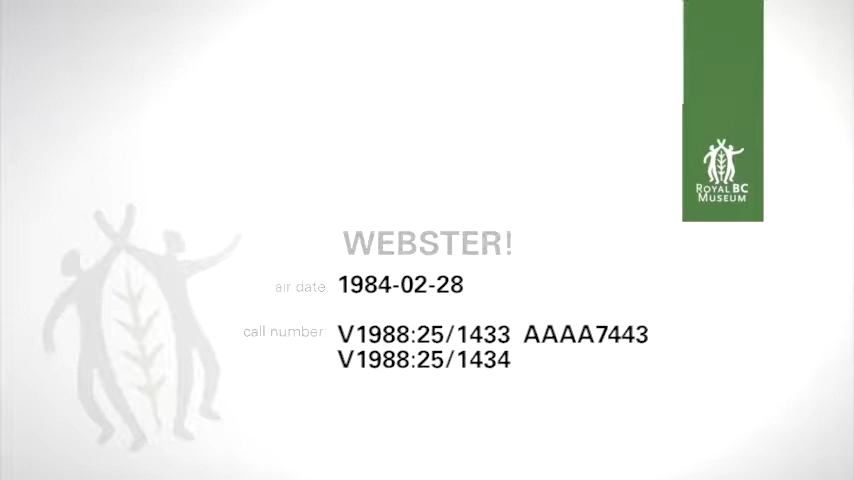 ROYAL BC
MUSEUM
WEBSTER!
air date 1984-02-28
call number V1988:25/1433 AAAA7443
V1988:25/1434